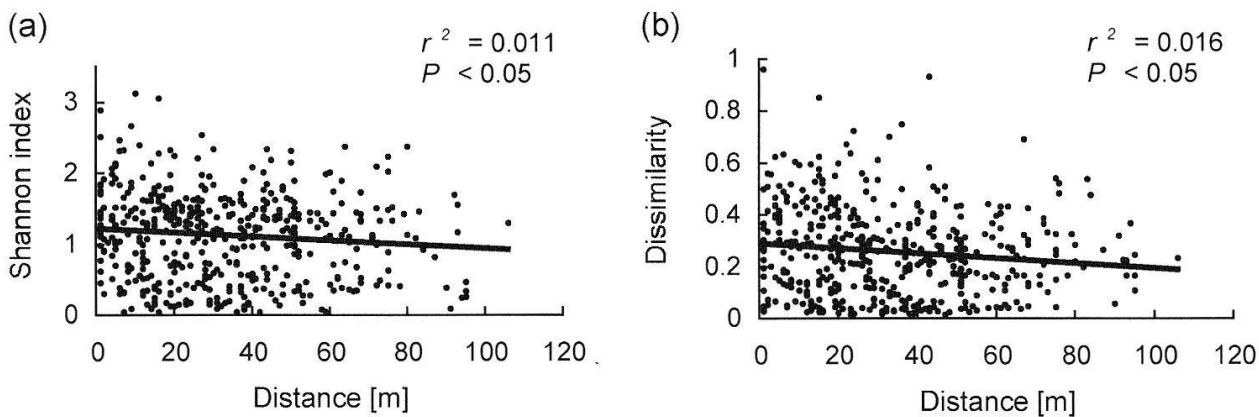 (a)
r ² = 0.011
P < 0.05
Shannon index
3
2
1
0
0 20 40 60 80 100 120
Distance [m]
(b)
r ² = 0.016
P < 0.05
Dissimilarity
1
0.8
0.6
0.4
0.2
0
0 20 40 60 80 100 120
Distance [m]